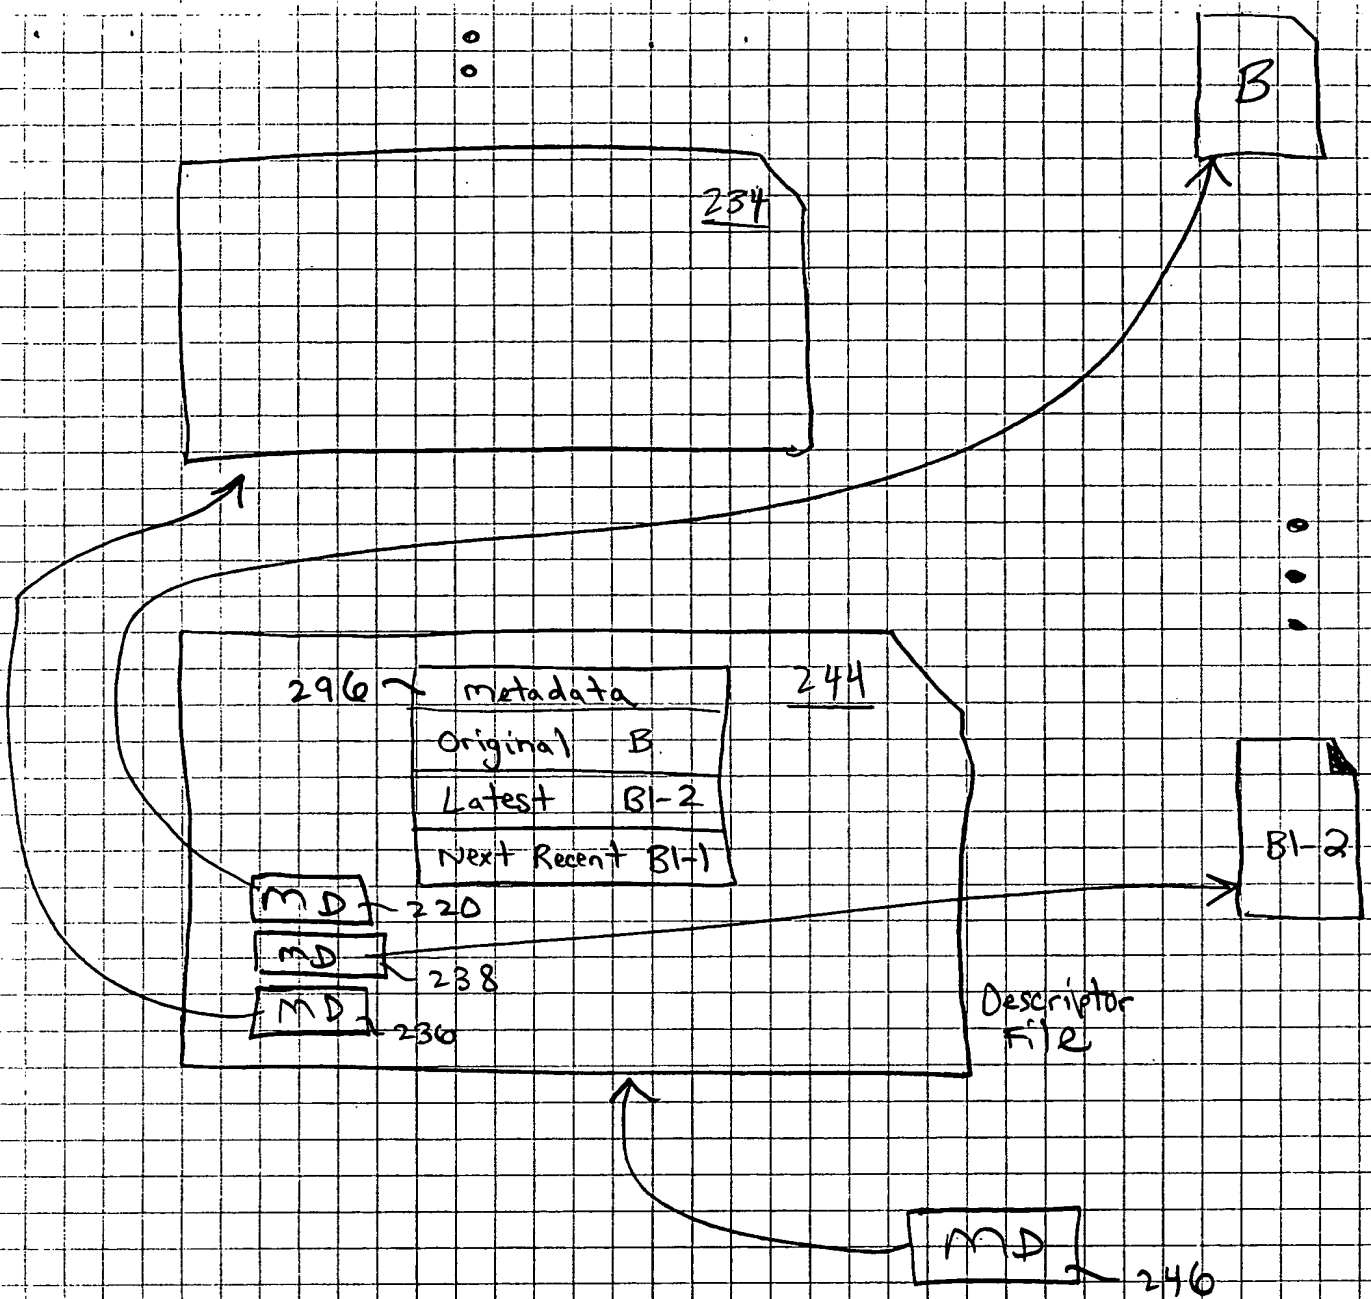 B
234
296
metadata
244
Original B
Latest B1-2
Next Recent B1-1
B1-2
MD
220
MD
238
MD
236
Descriptor
File
MD
246